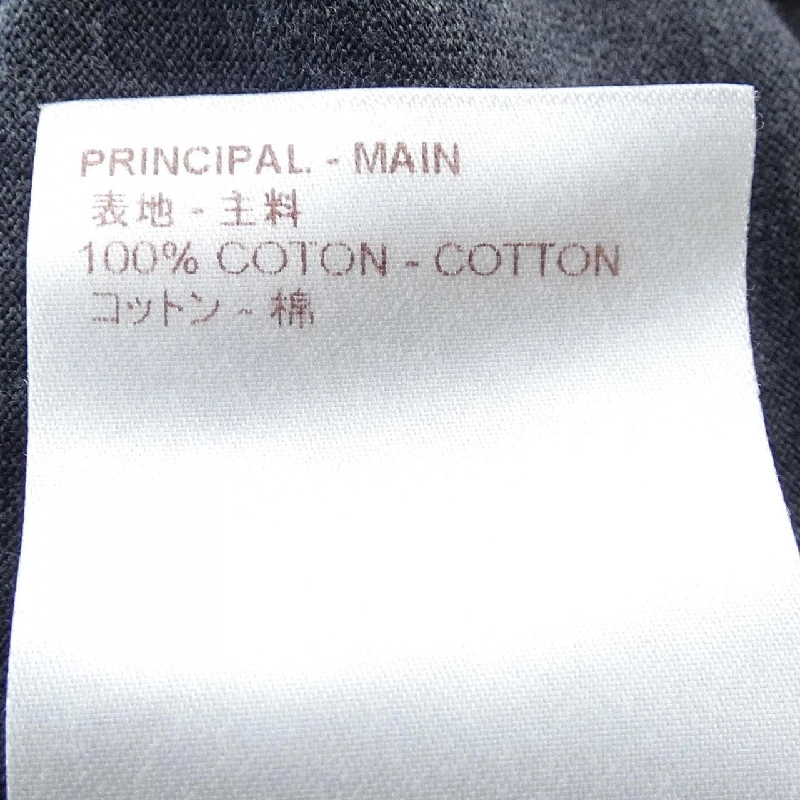 PRINCIPAL - MAIN
表地 - 主料
100% COTON - COTTON
コットン - 棉